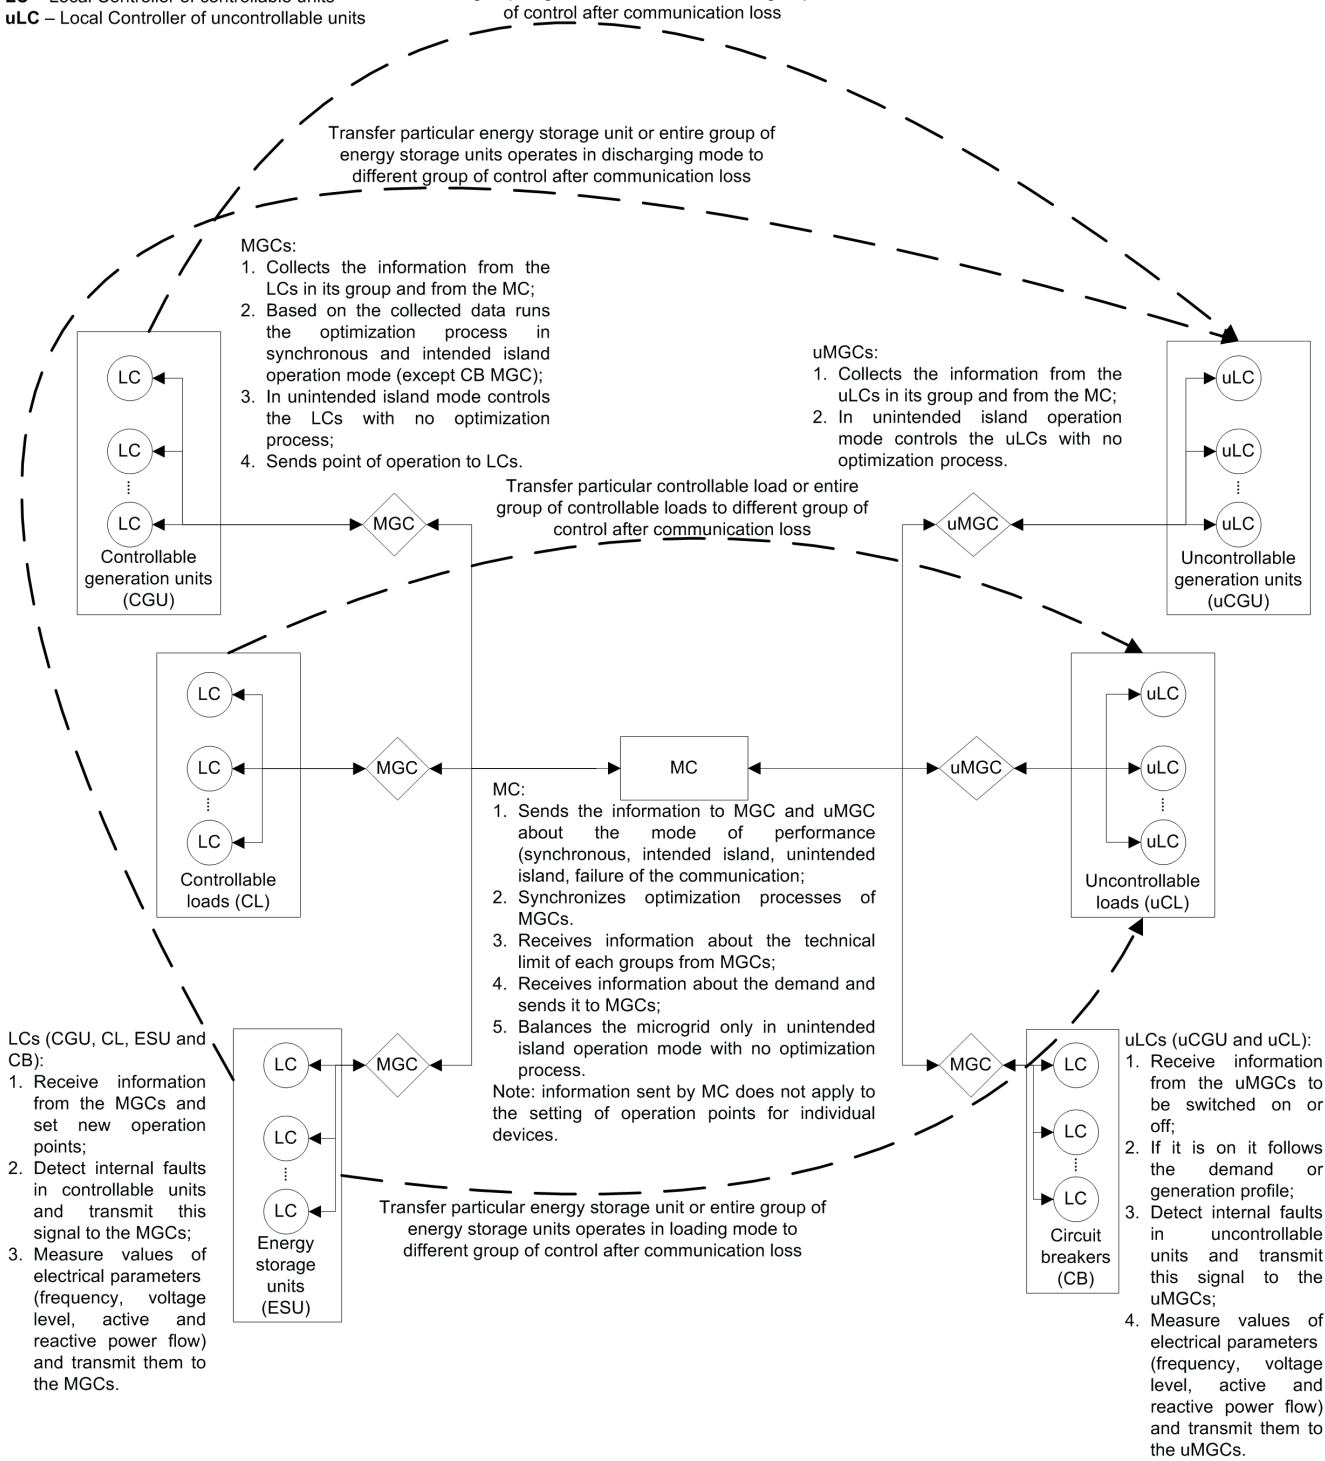 uLC – Local Controller of uncontrollable units
of control after communication loss
Transfer particular energy storage unit or entire group of
energy storage units operates in discharging mode to
different group of control after communication loss
MGCs:
1. Collects the information from the
LCs in its group and from the MC;
2. Based on the collected data runs
the optimization process in
synchronous and intended island
operation mode (except CB MGC);
3. In unintended island mode controls
the LCs with no optimization
process;
4. Sends point of operation to LCs.
uMGCs:
1. Collects the information from the
uLCs in its group and from the MC;
2. In unintended island operation
mode controls the uLCs with no
optimization process.
LC
LC
LC
Controllable
generation units
(CGU)
MGC
uMGC
uLC
uLC
uLC
Uncontrollable
generation units
(uCGU)
Transfer particular controllable load or entire
group of controllable loads to different group of
control after communication loss
LC
LC
LC
Controllable
loads (CL)
MGC
MC
uMGC
uLC
uLC
uLC
Uncontrollable
loads (uCL)
MC:
1. Sends the information to MGC and uMGC
about the mode of performance
(synchronous, intended island, unintended
island, failure of the communication;
2. Synchronizes optimization processes of
MGCs.
3. Receives information about the technical
limit of each groups from MGCs;
4. Receives information about the demand and
sends it to MGCs;
5. Balances the microgrid only in unintended
island operation mode with no optimization
process.
Note: information sent by MC does not apply to
the setting of operation points for individual
devices.
LCs (CGU, CL, ESU and
CB):
1. Receive information
from the MGCs and
set new operation
points;
2. Detect internal faults
in controllable units
and transmit this
signal to the MGCs;
3. Measure values of
electrical parameters
(frequency, voltage
level, active and
reactive power flow)
and transmit them to
the MGCs.
LC
LC
LC
Energy
storage
units
(ESU)
MGC
Transfer particular energy storage unit or entire group of
energy storage units operates in loading mode to
different group of control after communication loss
MGC
LC
LC
LC
Circuit
breakers
(CB)
uLCs (uCGU and uCL):
1. Receive information
from the uMGCs to
be switched on or
off;
2. If it is on it follows
the demand or
generation profile;
3. Detect internal faults
in uncontrollable
units and transmit
this signal to the
uMGCs;
4. Measure values of
electrical parameters
(frequency, voltage
level, active and
reactive power flow)
and transmit them to
the uMGCs.